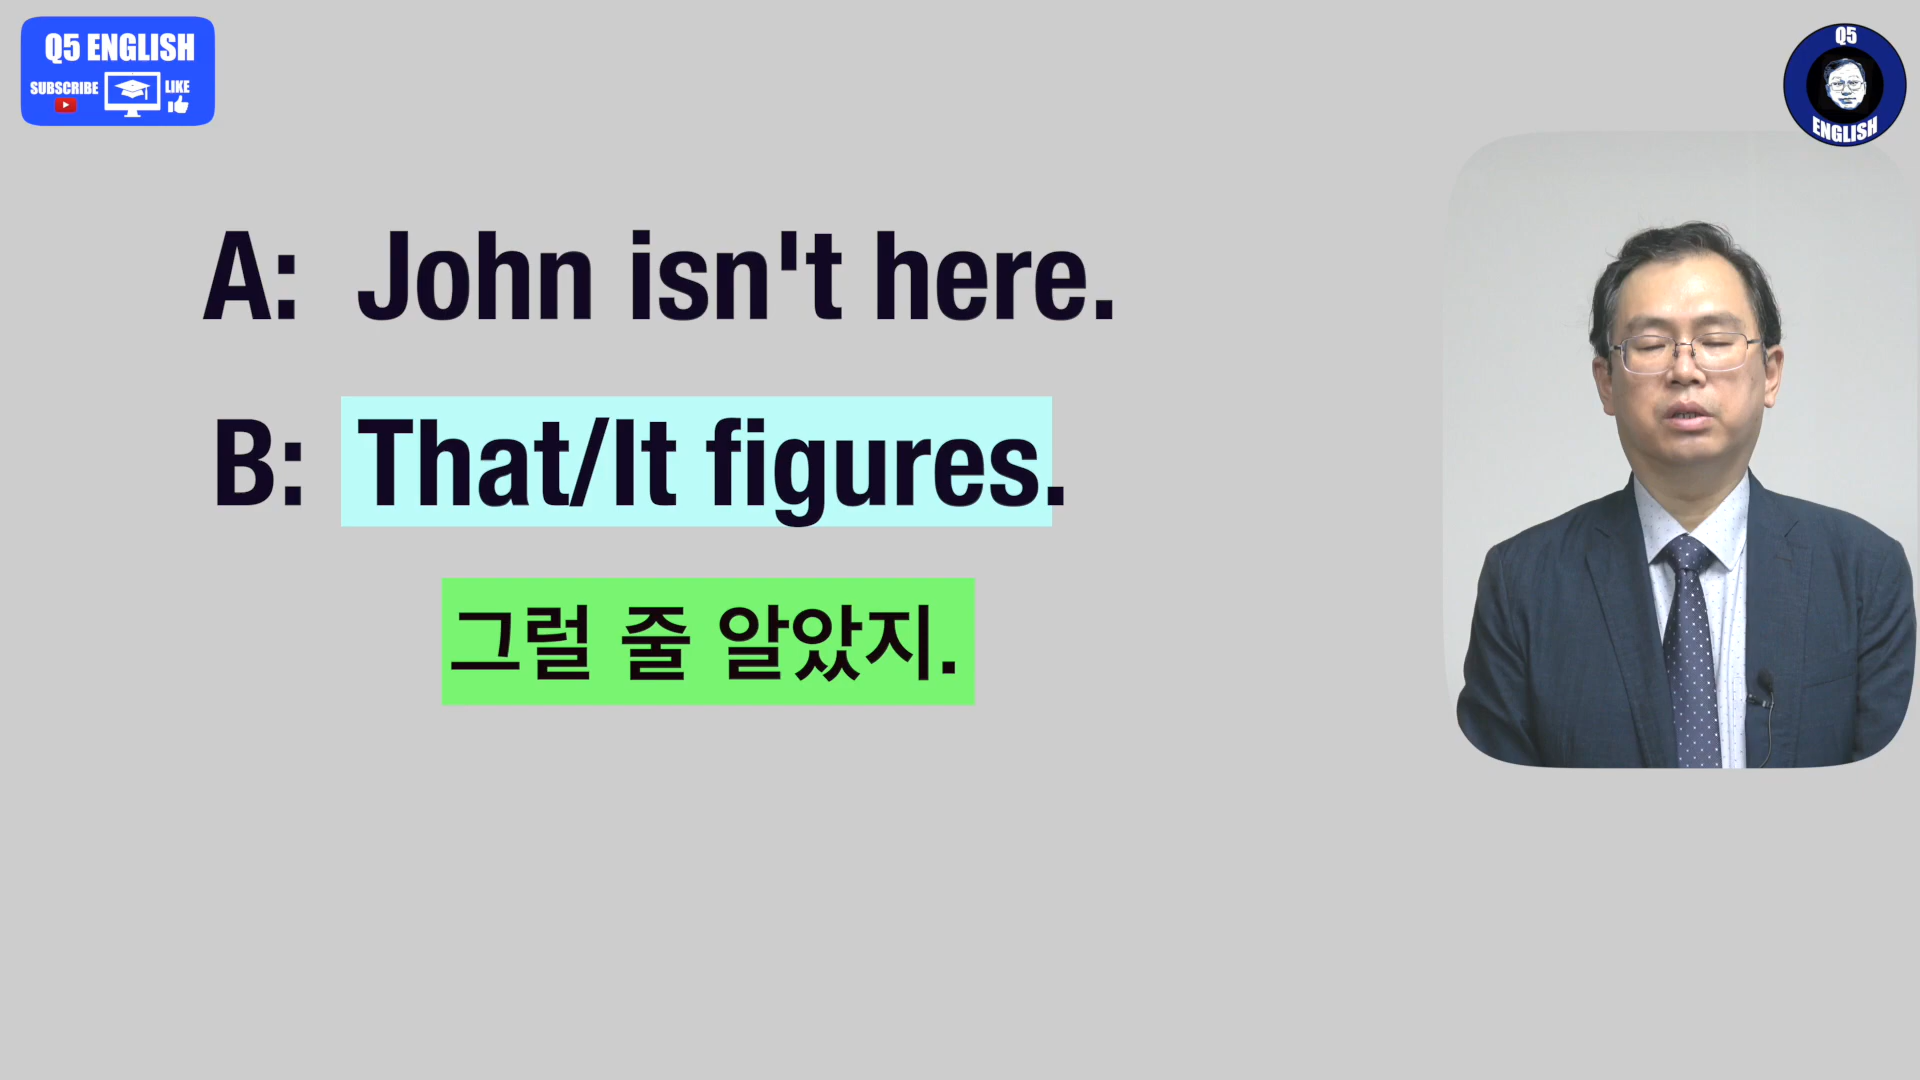 Q5 ENGLISH
SUBSCRIBE
LIKE
Q5
ENGLISH
A: John isn't here.
B: That/It figures.
그럴 줄 알았지.